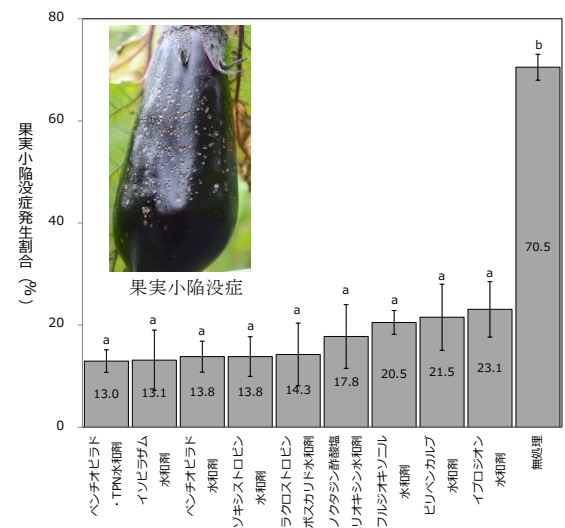 80
60
40
20
0
果実小陥没症発生割合(%)
果実小陥没症
a
a
a
a
a
a
a
a
a
b
13.0
13.1
13.8
13.8
14.3
17.8
20.5
21.5
23.1
70.5
ペンチオピラド
・TPN水和剤
イソピラザム
水和剤
ペンチオピラド
水和剤
ゾキシストロビン
水和剤
ラクロストロビン
ボスカリド水和剤
ノクタジン酢酸塩
リオキシン水和剤
フルジオキソニル
水和剤
ピリベンカルブ
水和剤
イプロジオン
水和剤
無処理